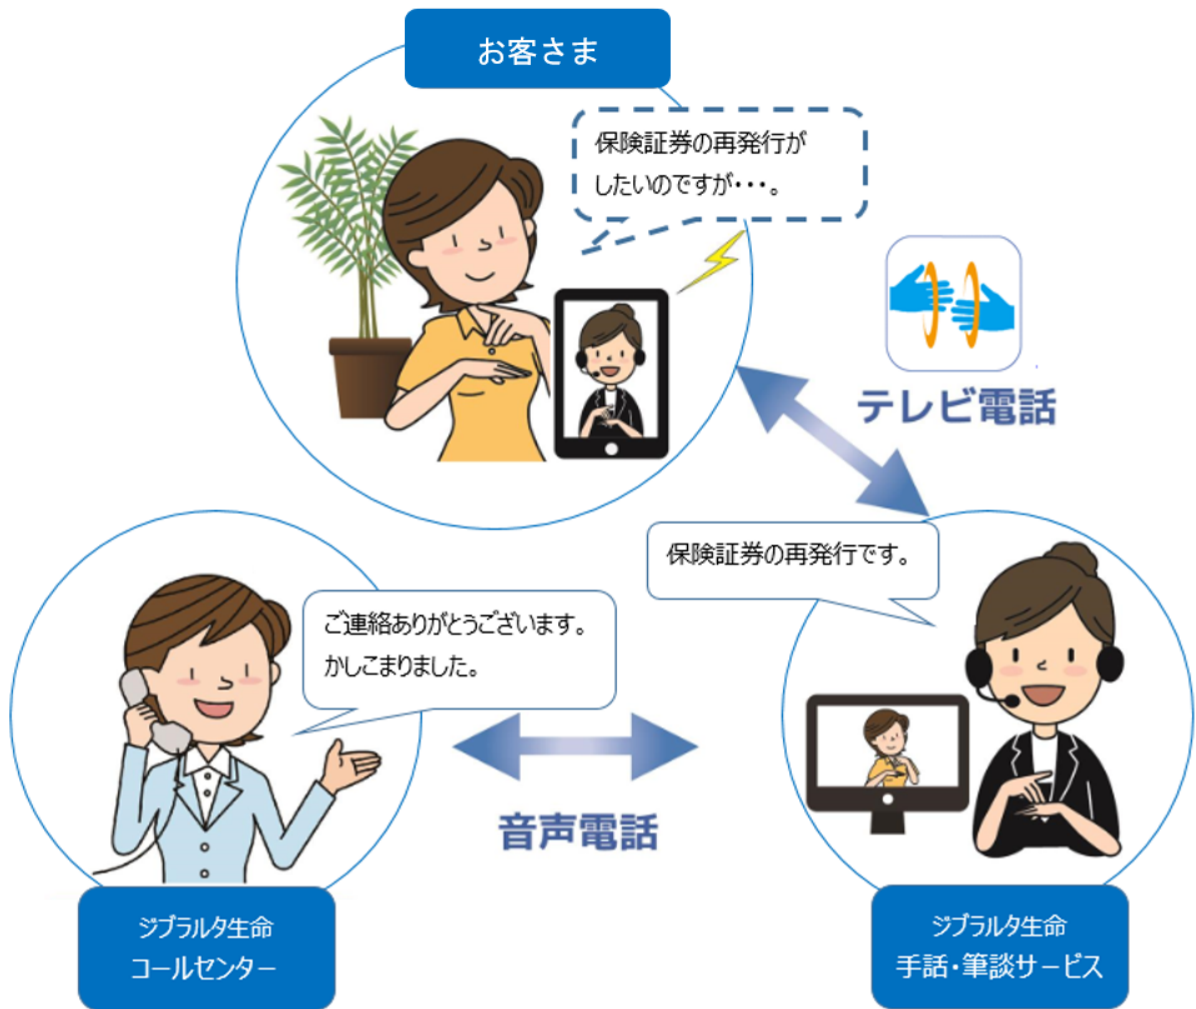 お客さま
保険証券の再発行が
したいのですが・・・。
テレビ電話
保険証券の再発行です。
ご連絡ありがとうございます。
かしこまりました。
音声電話
ジブラルタ生命
コールセンター
ジブラルタ生命
手話・筆談サービス